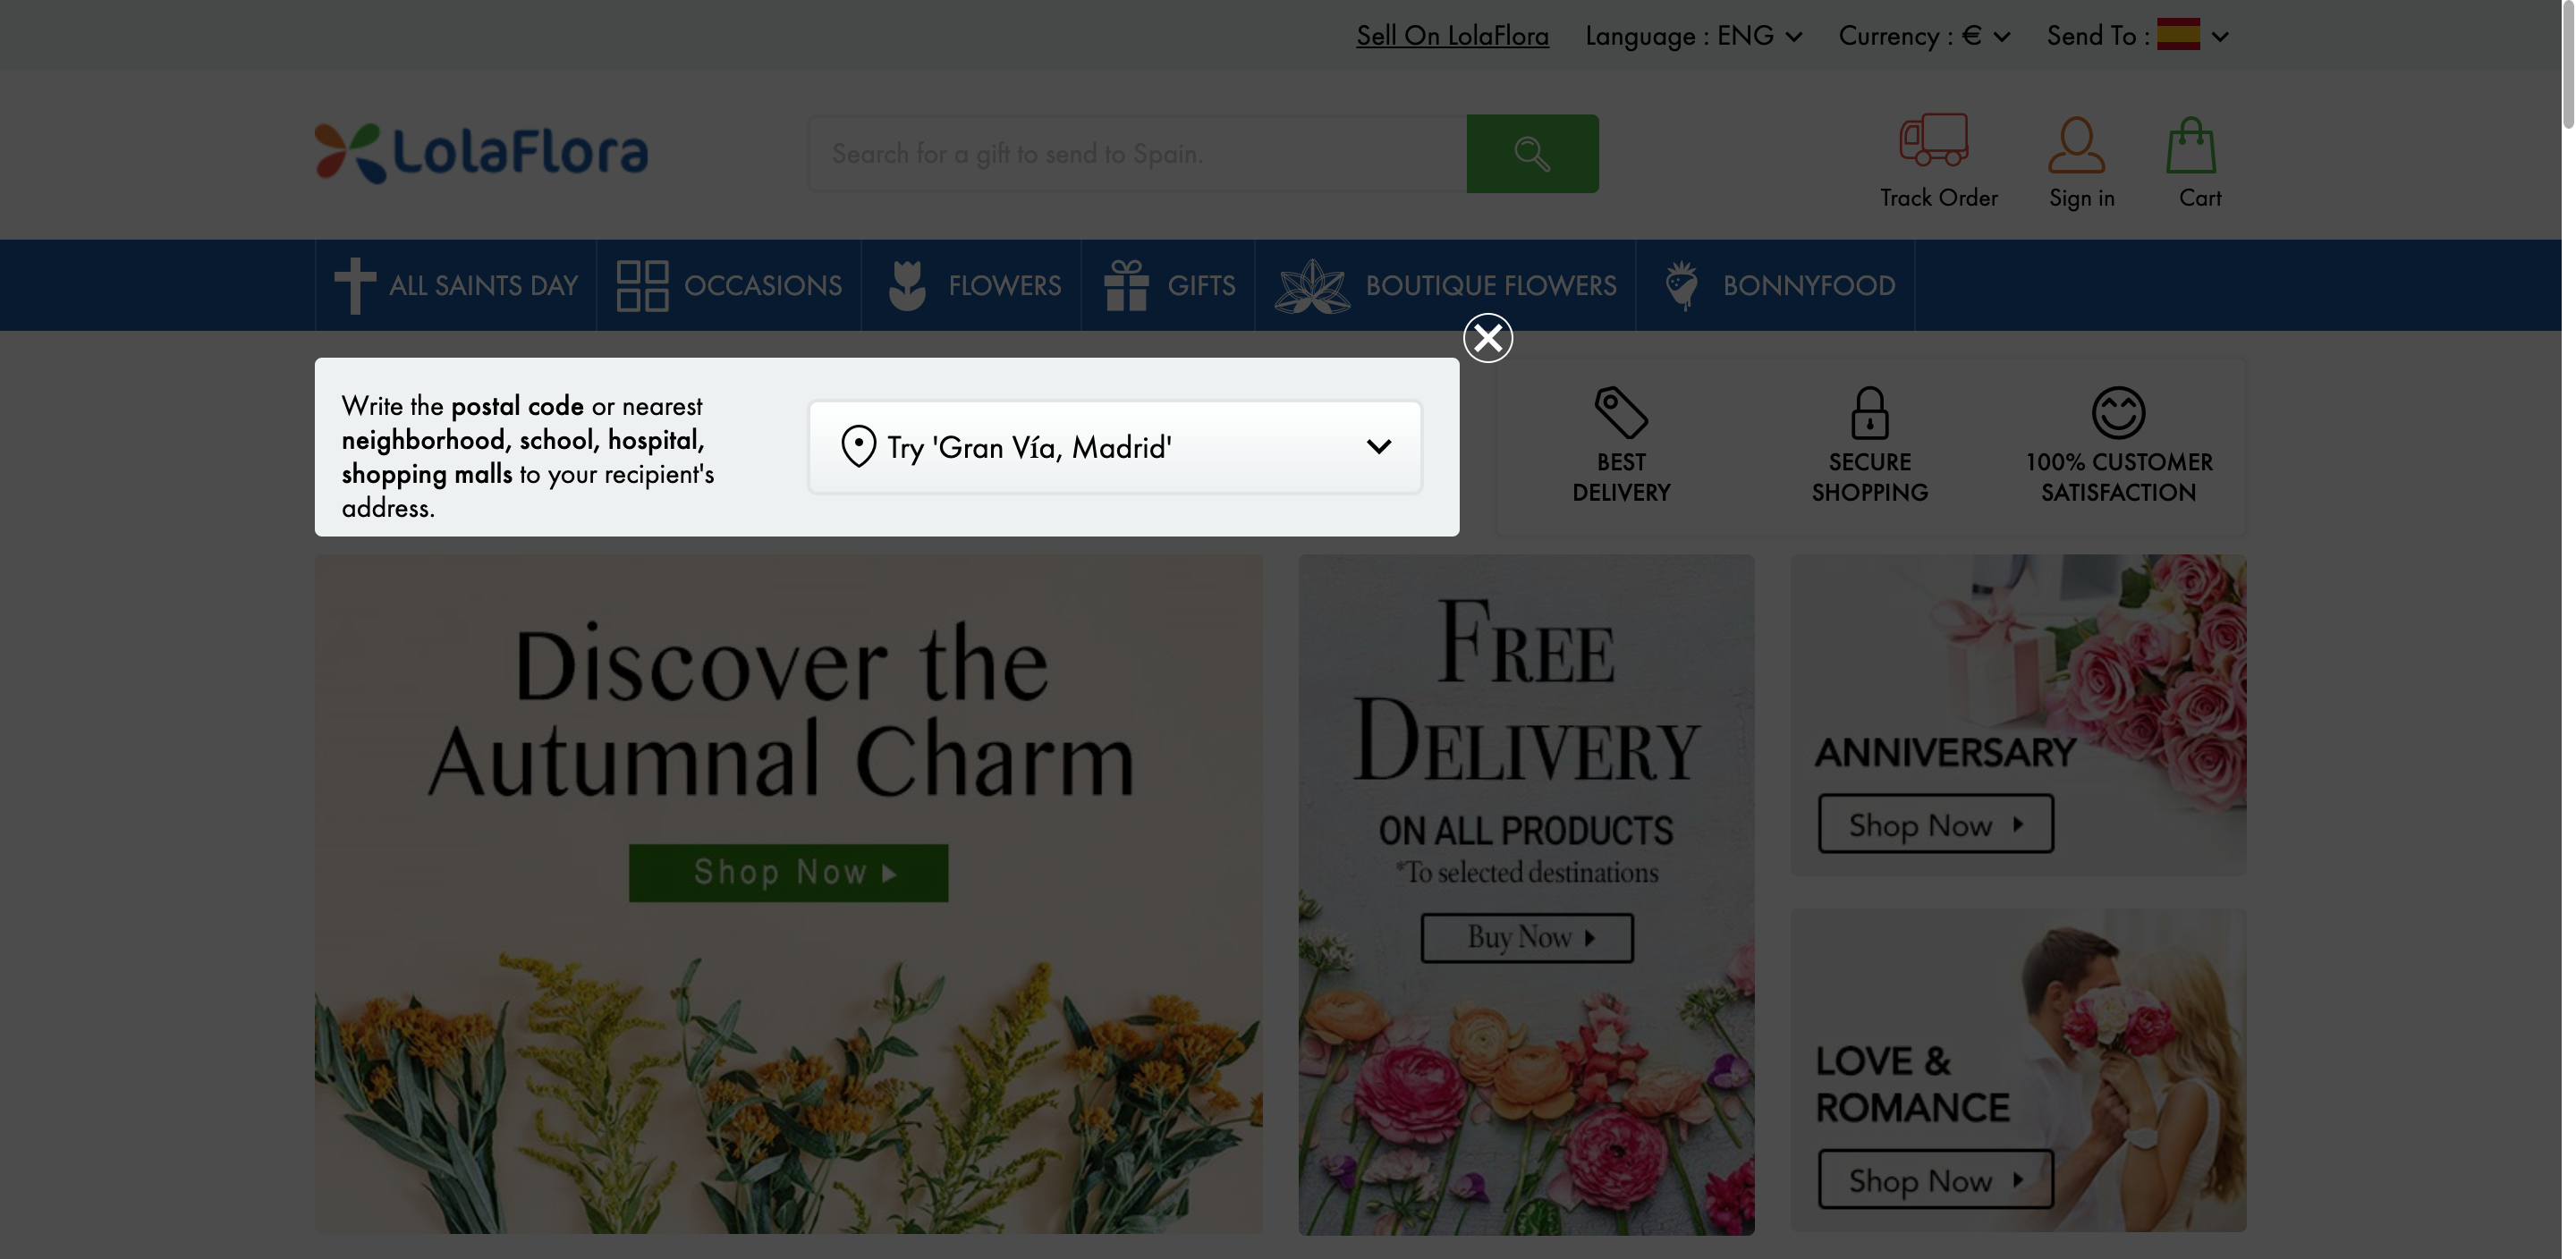 Sell On LolaFlora Language : ENG Currency : € Send To :
LolaFlora
Search for a gift to send to Spain.
Track Order Sign in Cart
ALL SAINTS DAY OCCASIONS FLOWERS GIFTS BOUTIQUE FLOWERS BONNYFOOD
Write the postal code or nearest
neighborhood, school, hospital,
shopping malls to your recipient's
address.
Try 'Gran Vía, Madrid'
BEST
DELIVERY
SECURE
SHOPPING
100% CUSTOMER
SATISFACTION
Discover the
Autumnal Charm
Shop Now
FREE
DELIVERY
ON ALL PRODUCTS
*To selected destinations
Buy Now
ANNIVERSARY
Shop Now
LOVE &
ROMANCE
Shop Now